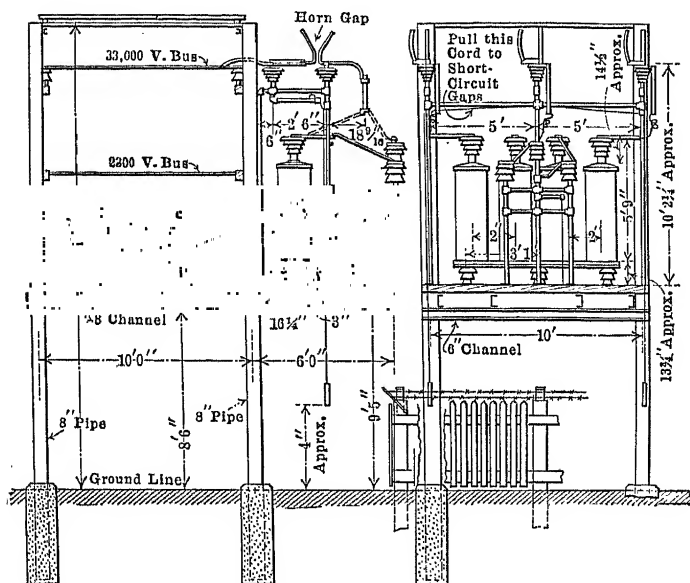 Horn Gap
33,000 V. Bus
2'6"
6"
18 9/16
2300 V. Bus
8 Channel
16¼"
3"
10'0"
6'0"
8" Pipe
8" Pipe
8'6"
4"
Approx.
9'5"
Ground Line
Pull this
Cord to
Short-
Circuit
Gaps
14½"
Approx.
5'
5'
10' 2¾" Approx.
5'9"
2'
2'
3'1
6" Channel
10'
13¾" Approx.